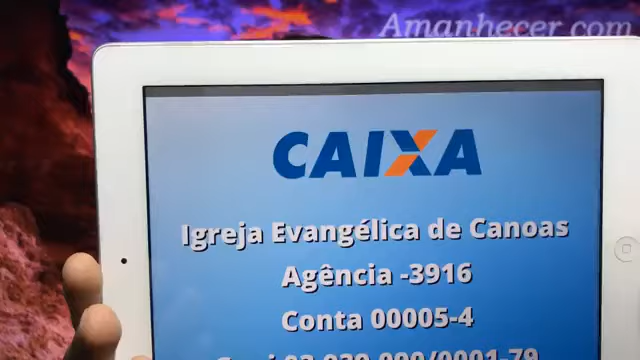 Amanhecer.com
CAIXA
Igreja Evangélica de Canoas
Agência -3916
Conta 00005-4